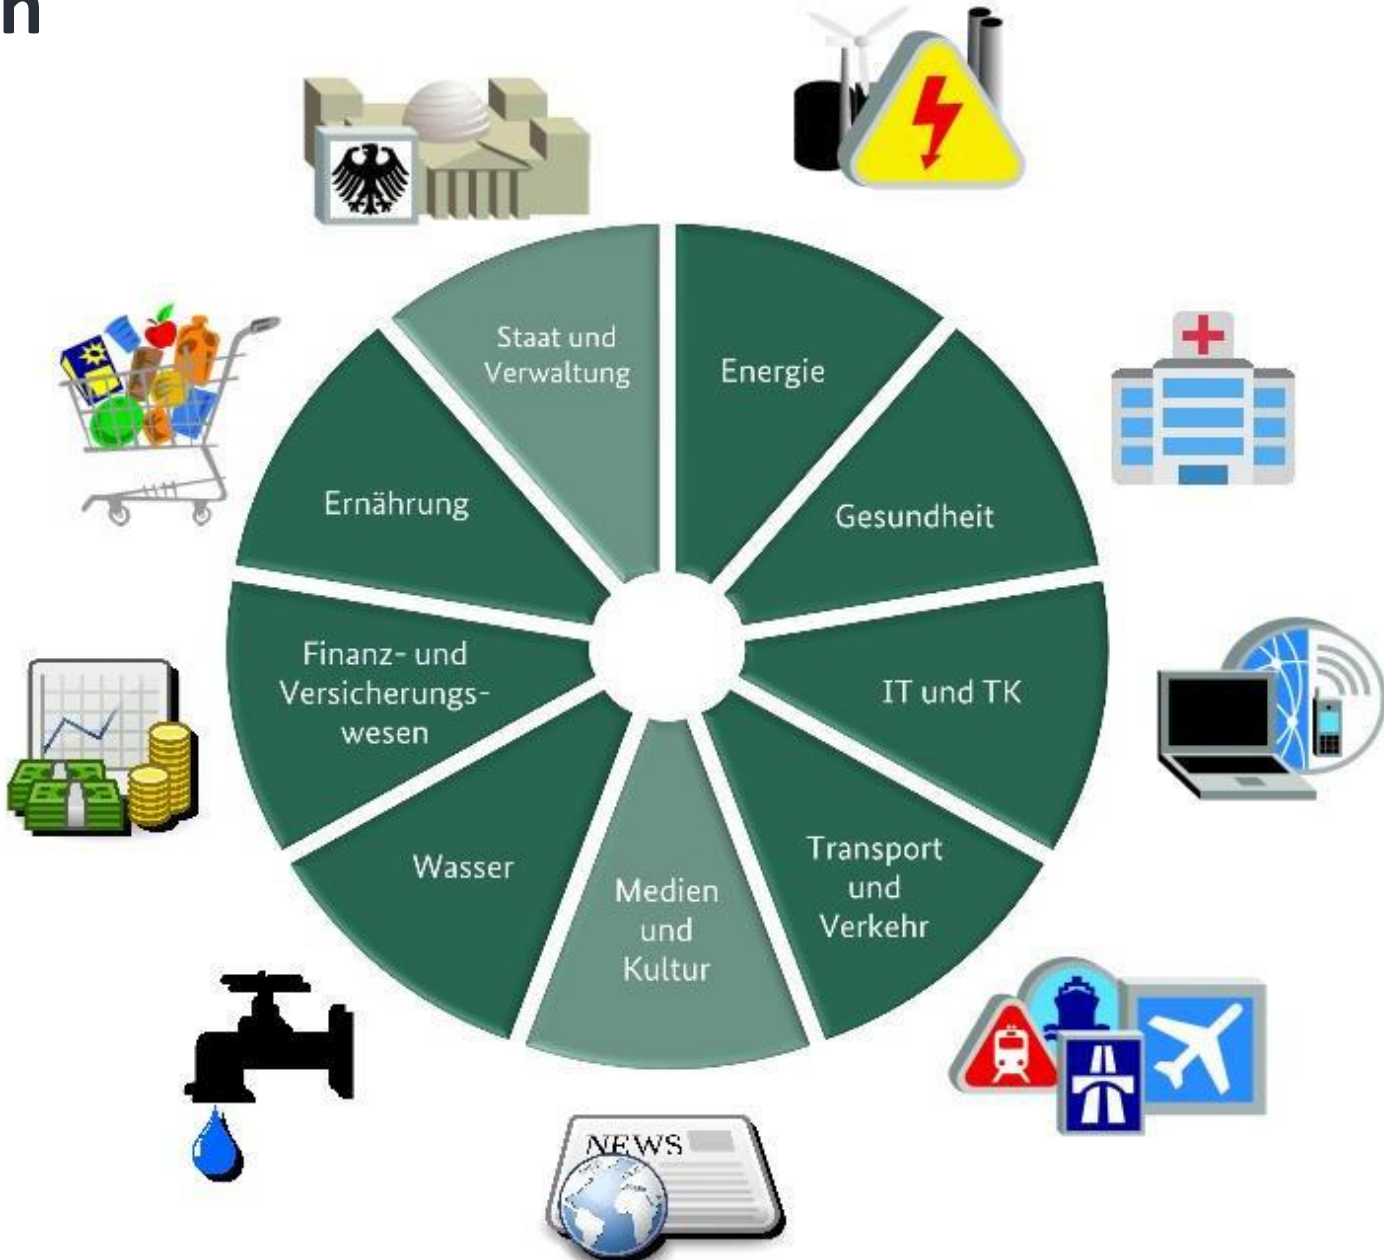 n
Staat und
Verwaltung
Energie
Gesundheit
IT und TK
Transport
und
Verkehr
Medien
und
Kultur
Wasser
Finanz- und
Versicherungs-
wesen
Ernährung
NEWS